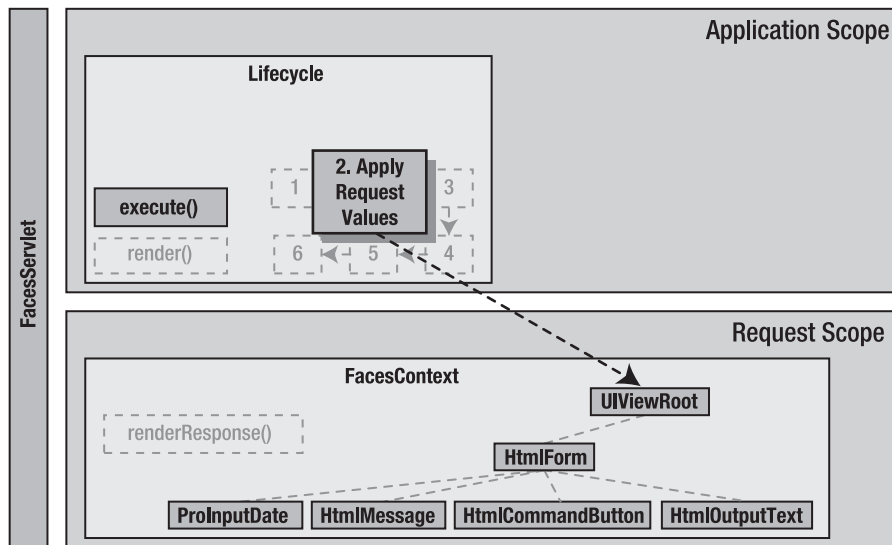 FacesServlet
Application Scope
Lifecycle
execute()
render()
1
2. Apply
Request
Values
3
6
5
4
Request Scope
FacesContext
renderResponse()
UIViewRoot
HtmlForm
ProInputDate
HtmlMessage
HtmlCommandButton
HtmlOutputText